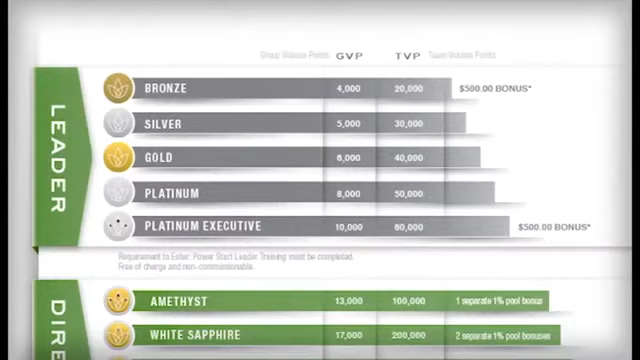 Group Volume Points GVP TVP Team Volume Points
LEADER
BRONZE 4,000 20,000 $500.00 BONUS*
SILVER 5,000 30,000
GOLD 6,000 40,000
PLATINUM 8,000 50,000
PLATINUM EXECUTIVE 10,000 60,000 $500.00 BONUS*
Requirement to Enter: Power Start Leader Training must be completed.
Free of charge and non-commissionable.
DIRE
AMETHYST 13,000 100,000 1 separate 1% pool bonus
WHITE SAPPHIRE 17,000 200,000 2 separate 1% pool bonuses